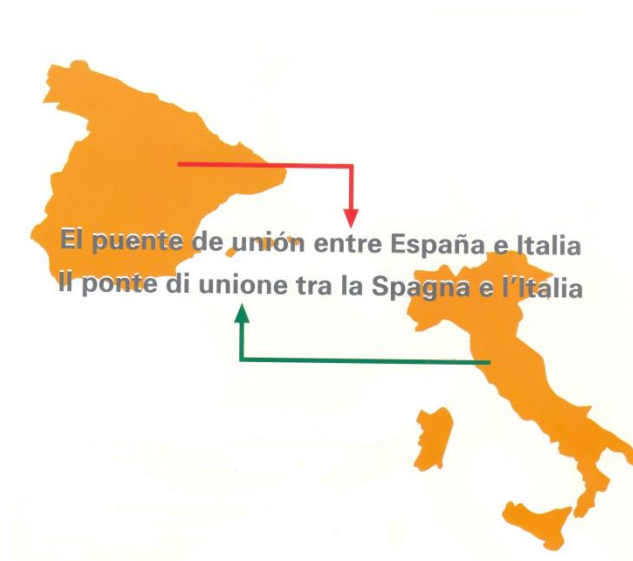 El puente de unión entre España e Italia
Il ponte di unione tra la Spagna e l'Italia